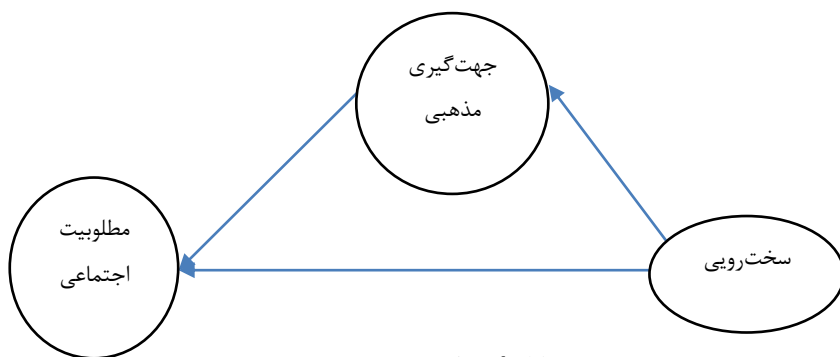 جهت‌گیری
مذهبی
سخت‌رویی
مطلوبیت
اجتماعی